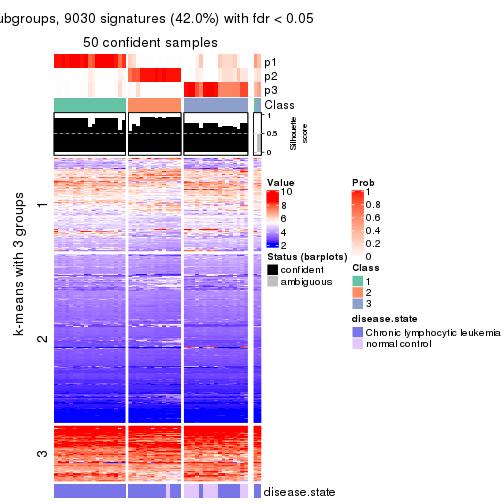 ubgroups, 9030 signatures (42.0%) with fdr < 0.05
50 confident samples
p1
p2
p3
Class
1
0.5
0
Silhouette
score
k-means with 3 groups
1
2
3
Value
10
8
6
4
2
Status (barplots)
confident
ambiguous
Prob
1
0.8
0.6
0.4
0.2
0
Class
1
2
3
disease.state
Chronic lymphocytic leukemia
normal control
disease.state